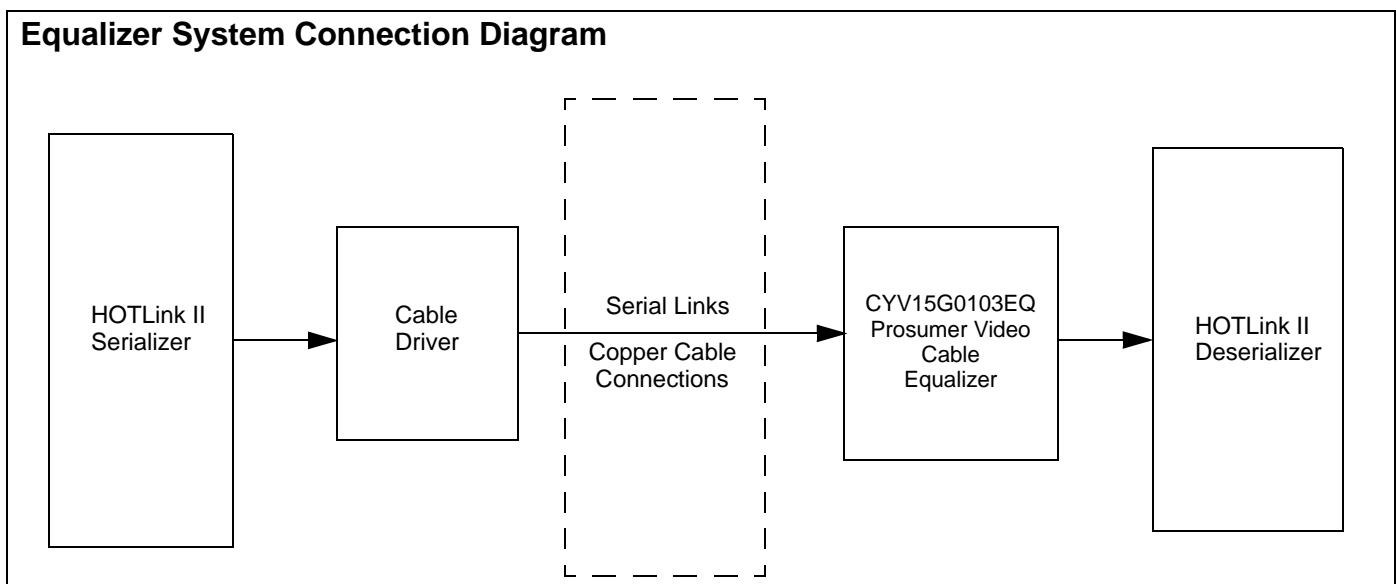 Equalizer System Connection Diagram
HOTLink II
Serializer
Cable
Driver
Serial Links
Copper Cable
Connections
CYV15G0103EQ
Prosumer Video
Cable
Equalizer
HOTLink II
Deserializer